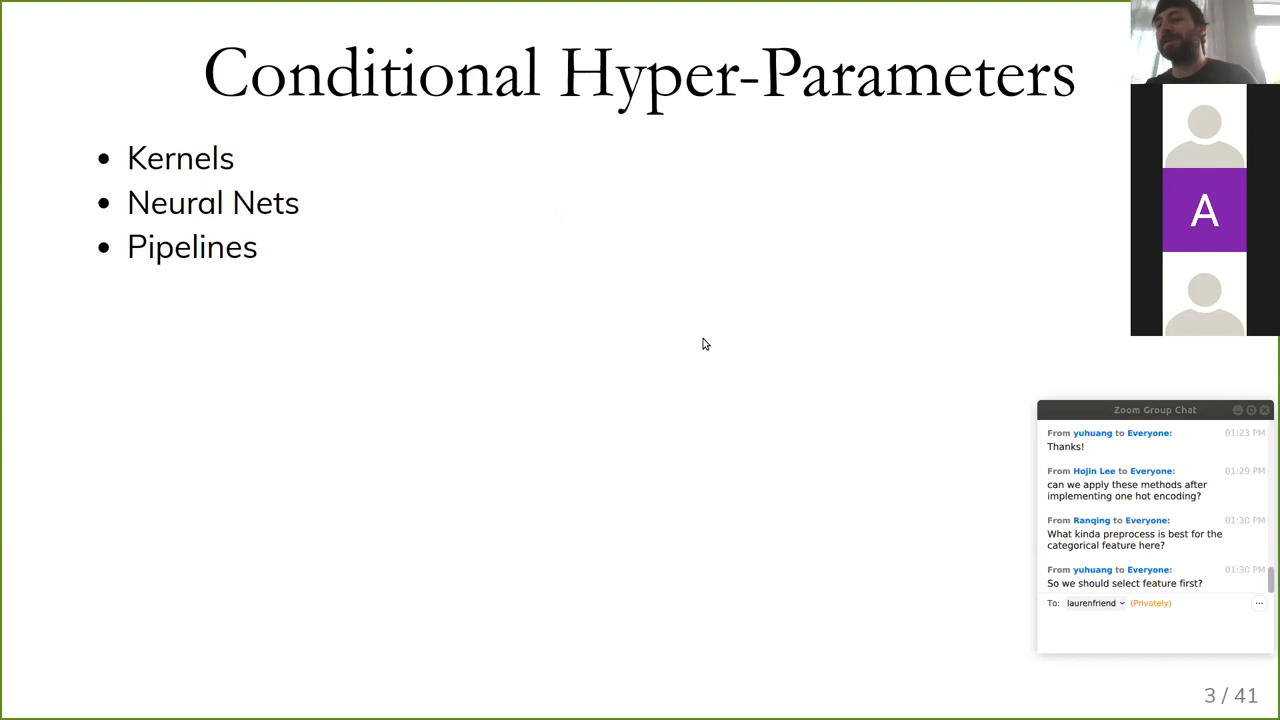 Conditional Hyper-Parameters
• Kernels
• Neural Nets
• Pipelines
A
Zoom Group Chat
From yuhuang to Everyone: 01:23 PM
Thanks!
From Hojin Lee to Everyone: 01:29 PM
can we apply these methods after
implementing one hot encoding?
From Ranqing to Everyone: 01:30 PM
What kinda preprocess is best for the
categorical feature here?
From yuhuang to Everyone: 01:30 PM
So we should select feature first?
To: laurenfriend (Privately) ...
3 / 41